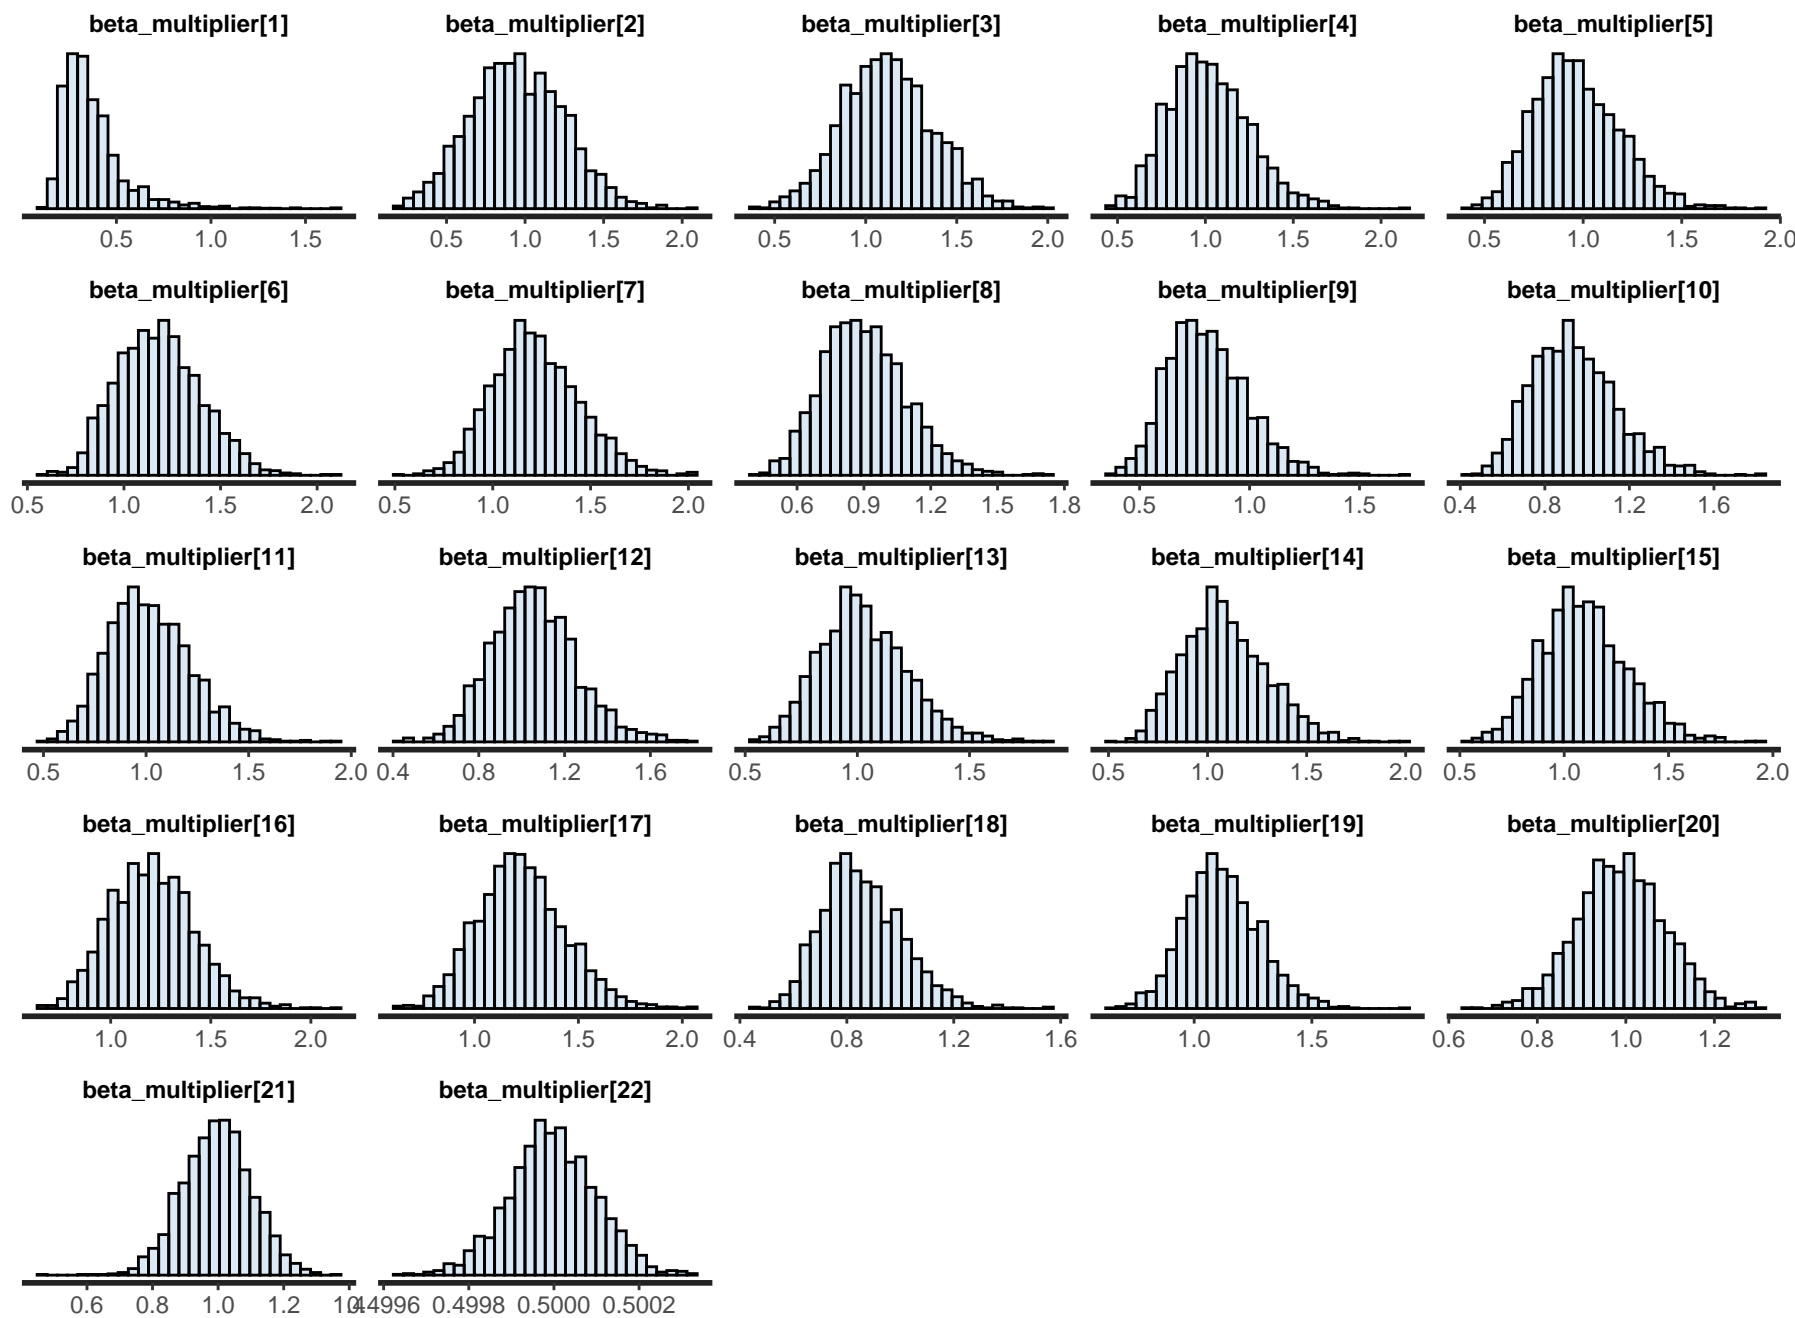 beta_multiplier[1] beta_multiplier[2] beta_multiplier[3] beta_multiplier[4] beta_multiplier[5]
0.5 1.0 1.5 0.5 1.0 1.5 2.0 0.5 1.0 1.5 2.0 0.5 1.0 1.5 2.0 0.5 1.0 1.5 2.0
beta_multiplier[6] beta_multiplier[7] beta_multiplier[8] beta_multiplier[9] beta_multiplier[10]
0.5 1.0 1.5 2.0 0.5 1.0 1.5 2.0 0.6 0.9 1.2 1.5 1.8 0.5 1.0 1.5 0.4 0.8 1.2 1.6
beta_multiplier[11] beta_multiplier[12] beta_multiplier[13] beta_multiplier[14] beta_multiplier[15]
0.5 1.0 1.5 2.0 0.4 0.8 1.2 1.6 0.5 1.0 1.5 0.5 1.0 1.5 2.0 0.5 1.0 1.5 2.0
beta_multiplier[16] beta_multiplier[17] beta_multiplier[18] beta_multiplier[19] beta_multiplier[20]
1.0 1.5 2.0 1.0 1.5 2.0 0.4 0.8 1.2 1.6 1.0 1.5 0.6 0.8 1.0 1.2
beta_multiplier[21] beta_multiplier[22]
0.6 0.8 1.0 1.2 1.4 0.4996 0.4998 0.5000 0.5002